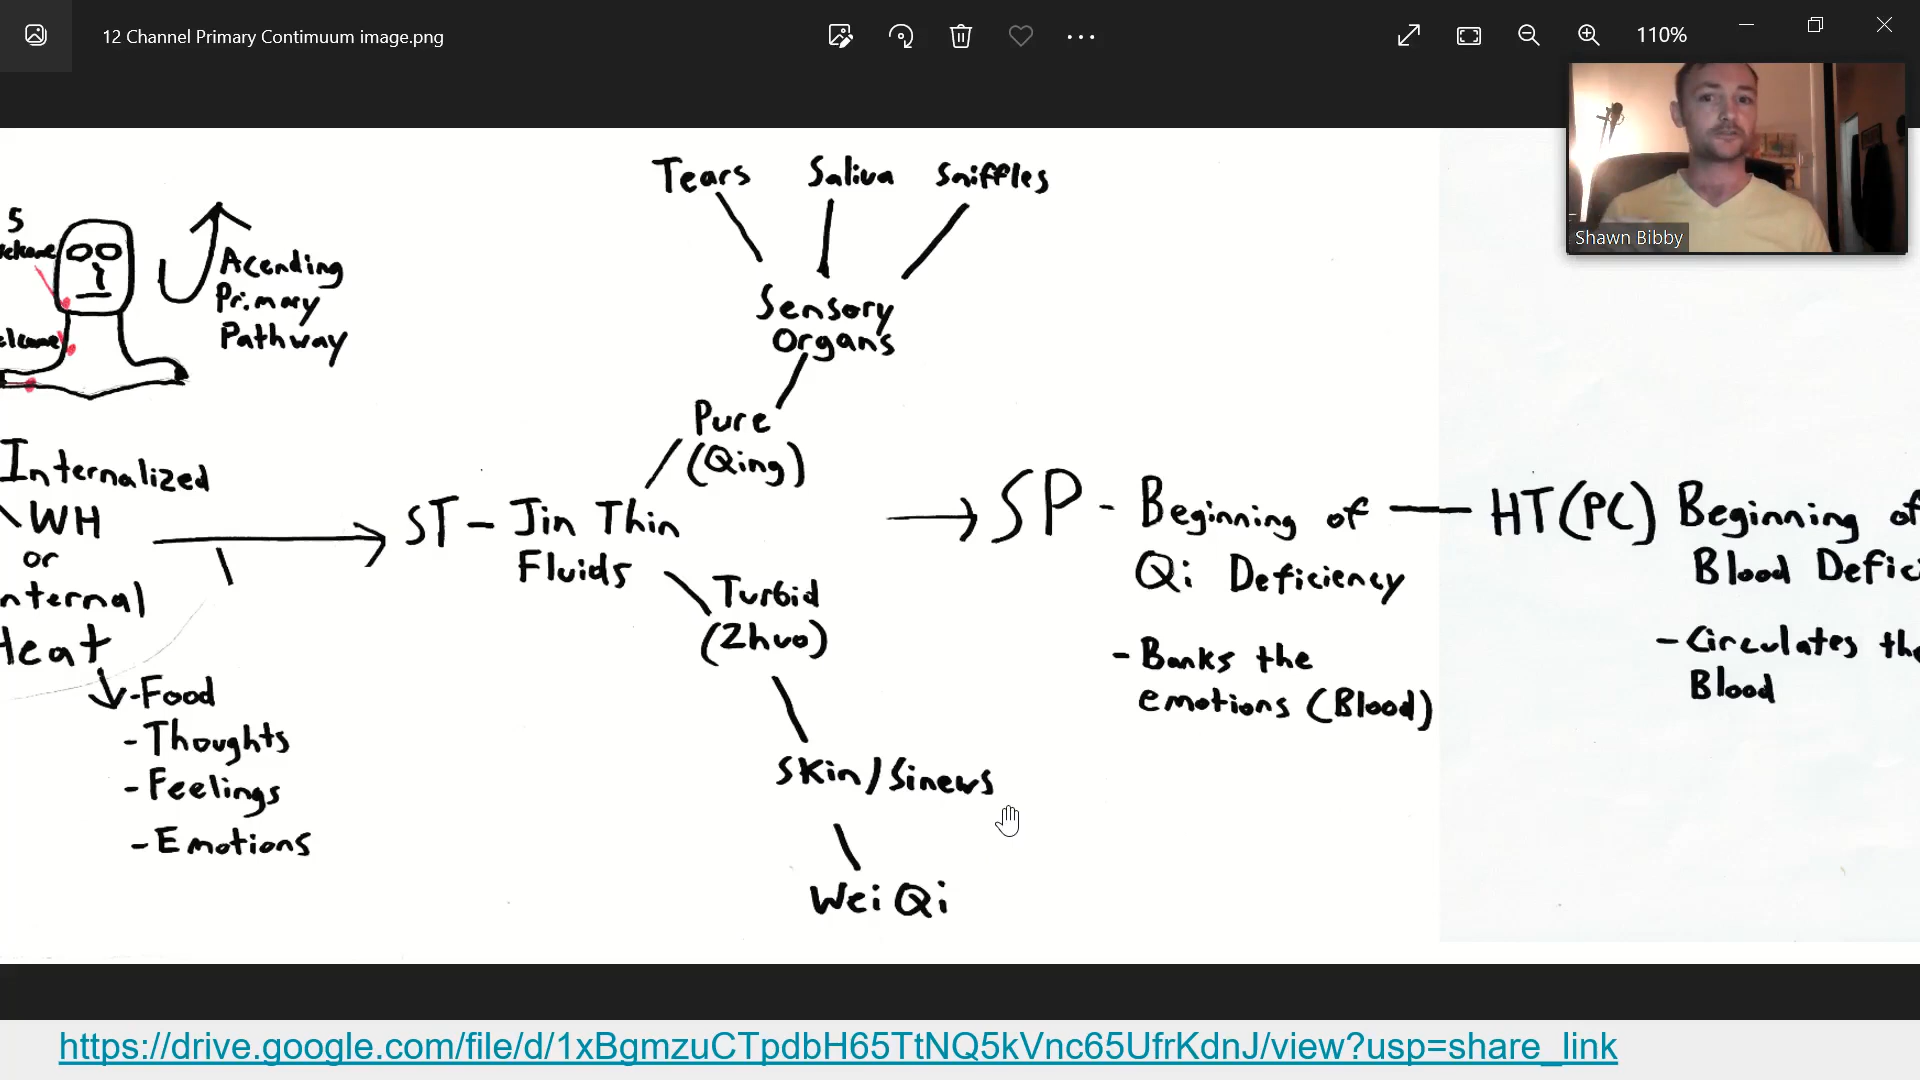 12 Channel Primary Contimuum image.png
110%
Shawn Bibby
Tears Saliva Sniffles
Sensory
Organs
Pure
(Qing)
5
Acending
Primary
Pathway
Internalized
WH
or
nternal
Heat
-Food
-Thoughts
-Feelings
-Emotions
ST - Jin Thin
Fluids
Turbid
(Zhuo)
Skin/Sinews
Wei Qi
SP - Beginning of
Qi Deficiency
- Banks the
emotions (Blood)
HT(PC) Beginning of
Blood Defic
- Circulates the
Blood
https://drive.google.com/file/d/1xBgmzuCTpdbH65TtNQ5kVnc65UfrKdnJ/view?usp=share_link